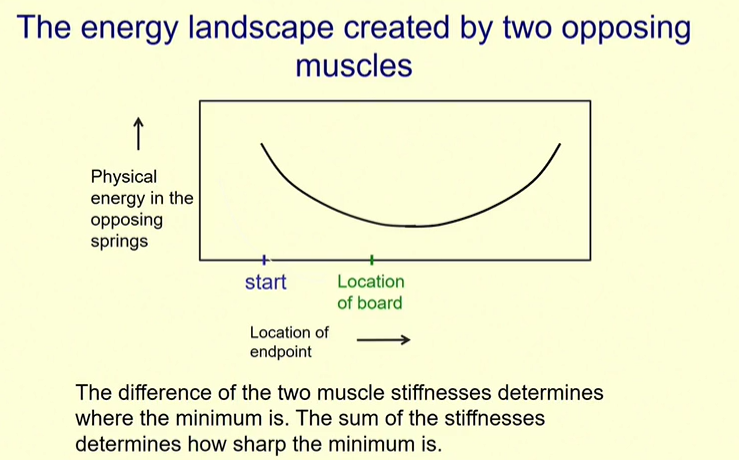 The energy landscape created by two opposing
muscles
Physical
energy in the
opposing
springs
start
Location
of board
Location of
endpoint
The difference of the two muscle stiffnesses determines
where the minimum is. The sum of the stiffnesses
determines how sharp the minimum is.